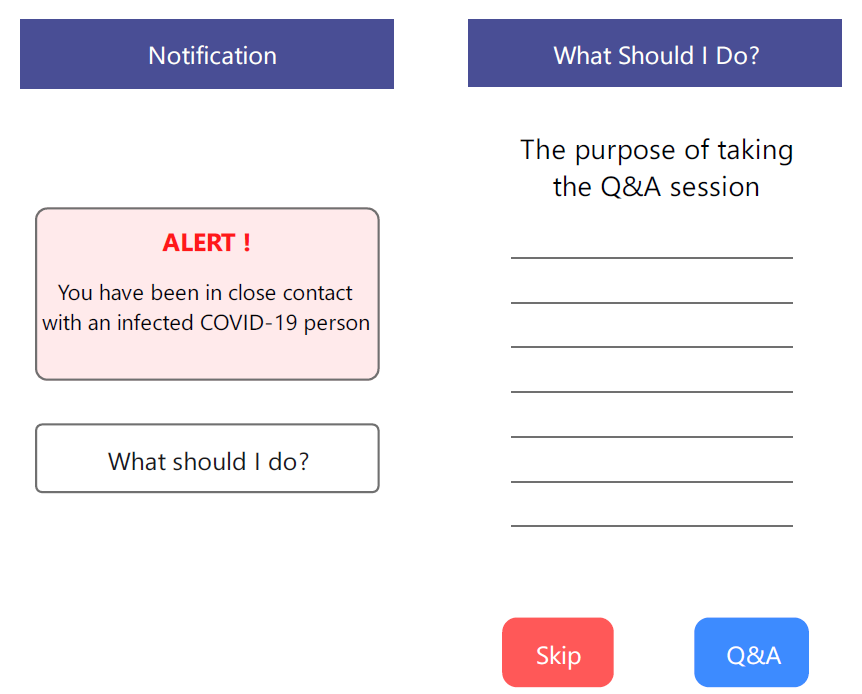 Notification
ALERT !
You have been in close contact
with an infected COVID-19 person
What should I do?
What Should I Do?
The purpose of taking
the Q&A session
Skip
Q&A